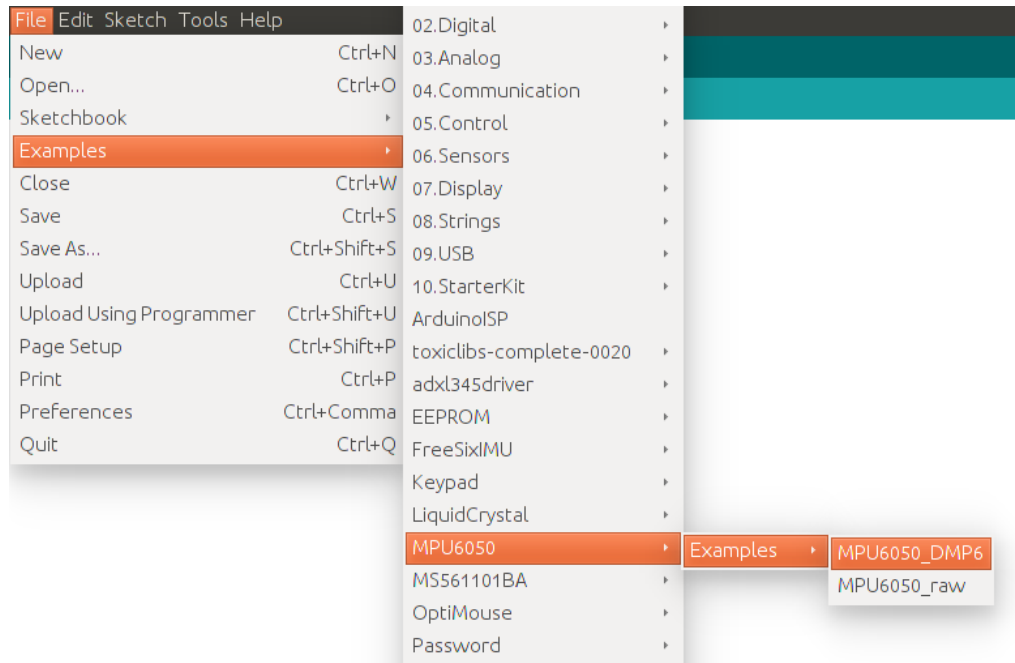 File Edit Sketch Tools Help
New Ctrl+N
Open... Ctrl+O
Sketchbook
Examples
Close Ctrl+W
Save Ctrl+S
Save As... Ctrl+Shift+S
Upload Ctrl+U
Upload Using Programmer Ctrl+Shift+U
Page Setup Ctrl+Shift+P
Print Ctrl+P
Preferences Ctrl+Comma
Quit Ctrl+Q
02.Digital
03.Analog
04.Communication
05.Control
06.Sensors
07.Display
08.Strings
09.USB
10.StarterKit
ArduinoISP
toxiclibs-complete-0020
adxl345driver
EEPROM
FreeSixIMU
Keypad
LiquidCrystal
MPU6050
MS561101BA
OptiMouse
Password
Examples
MPU6050_DMP6
MPU6050_raw